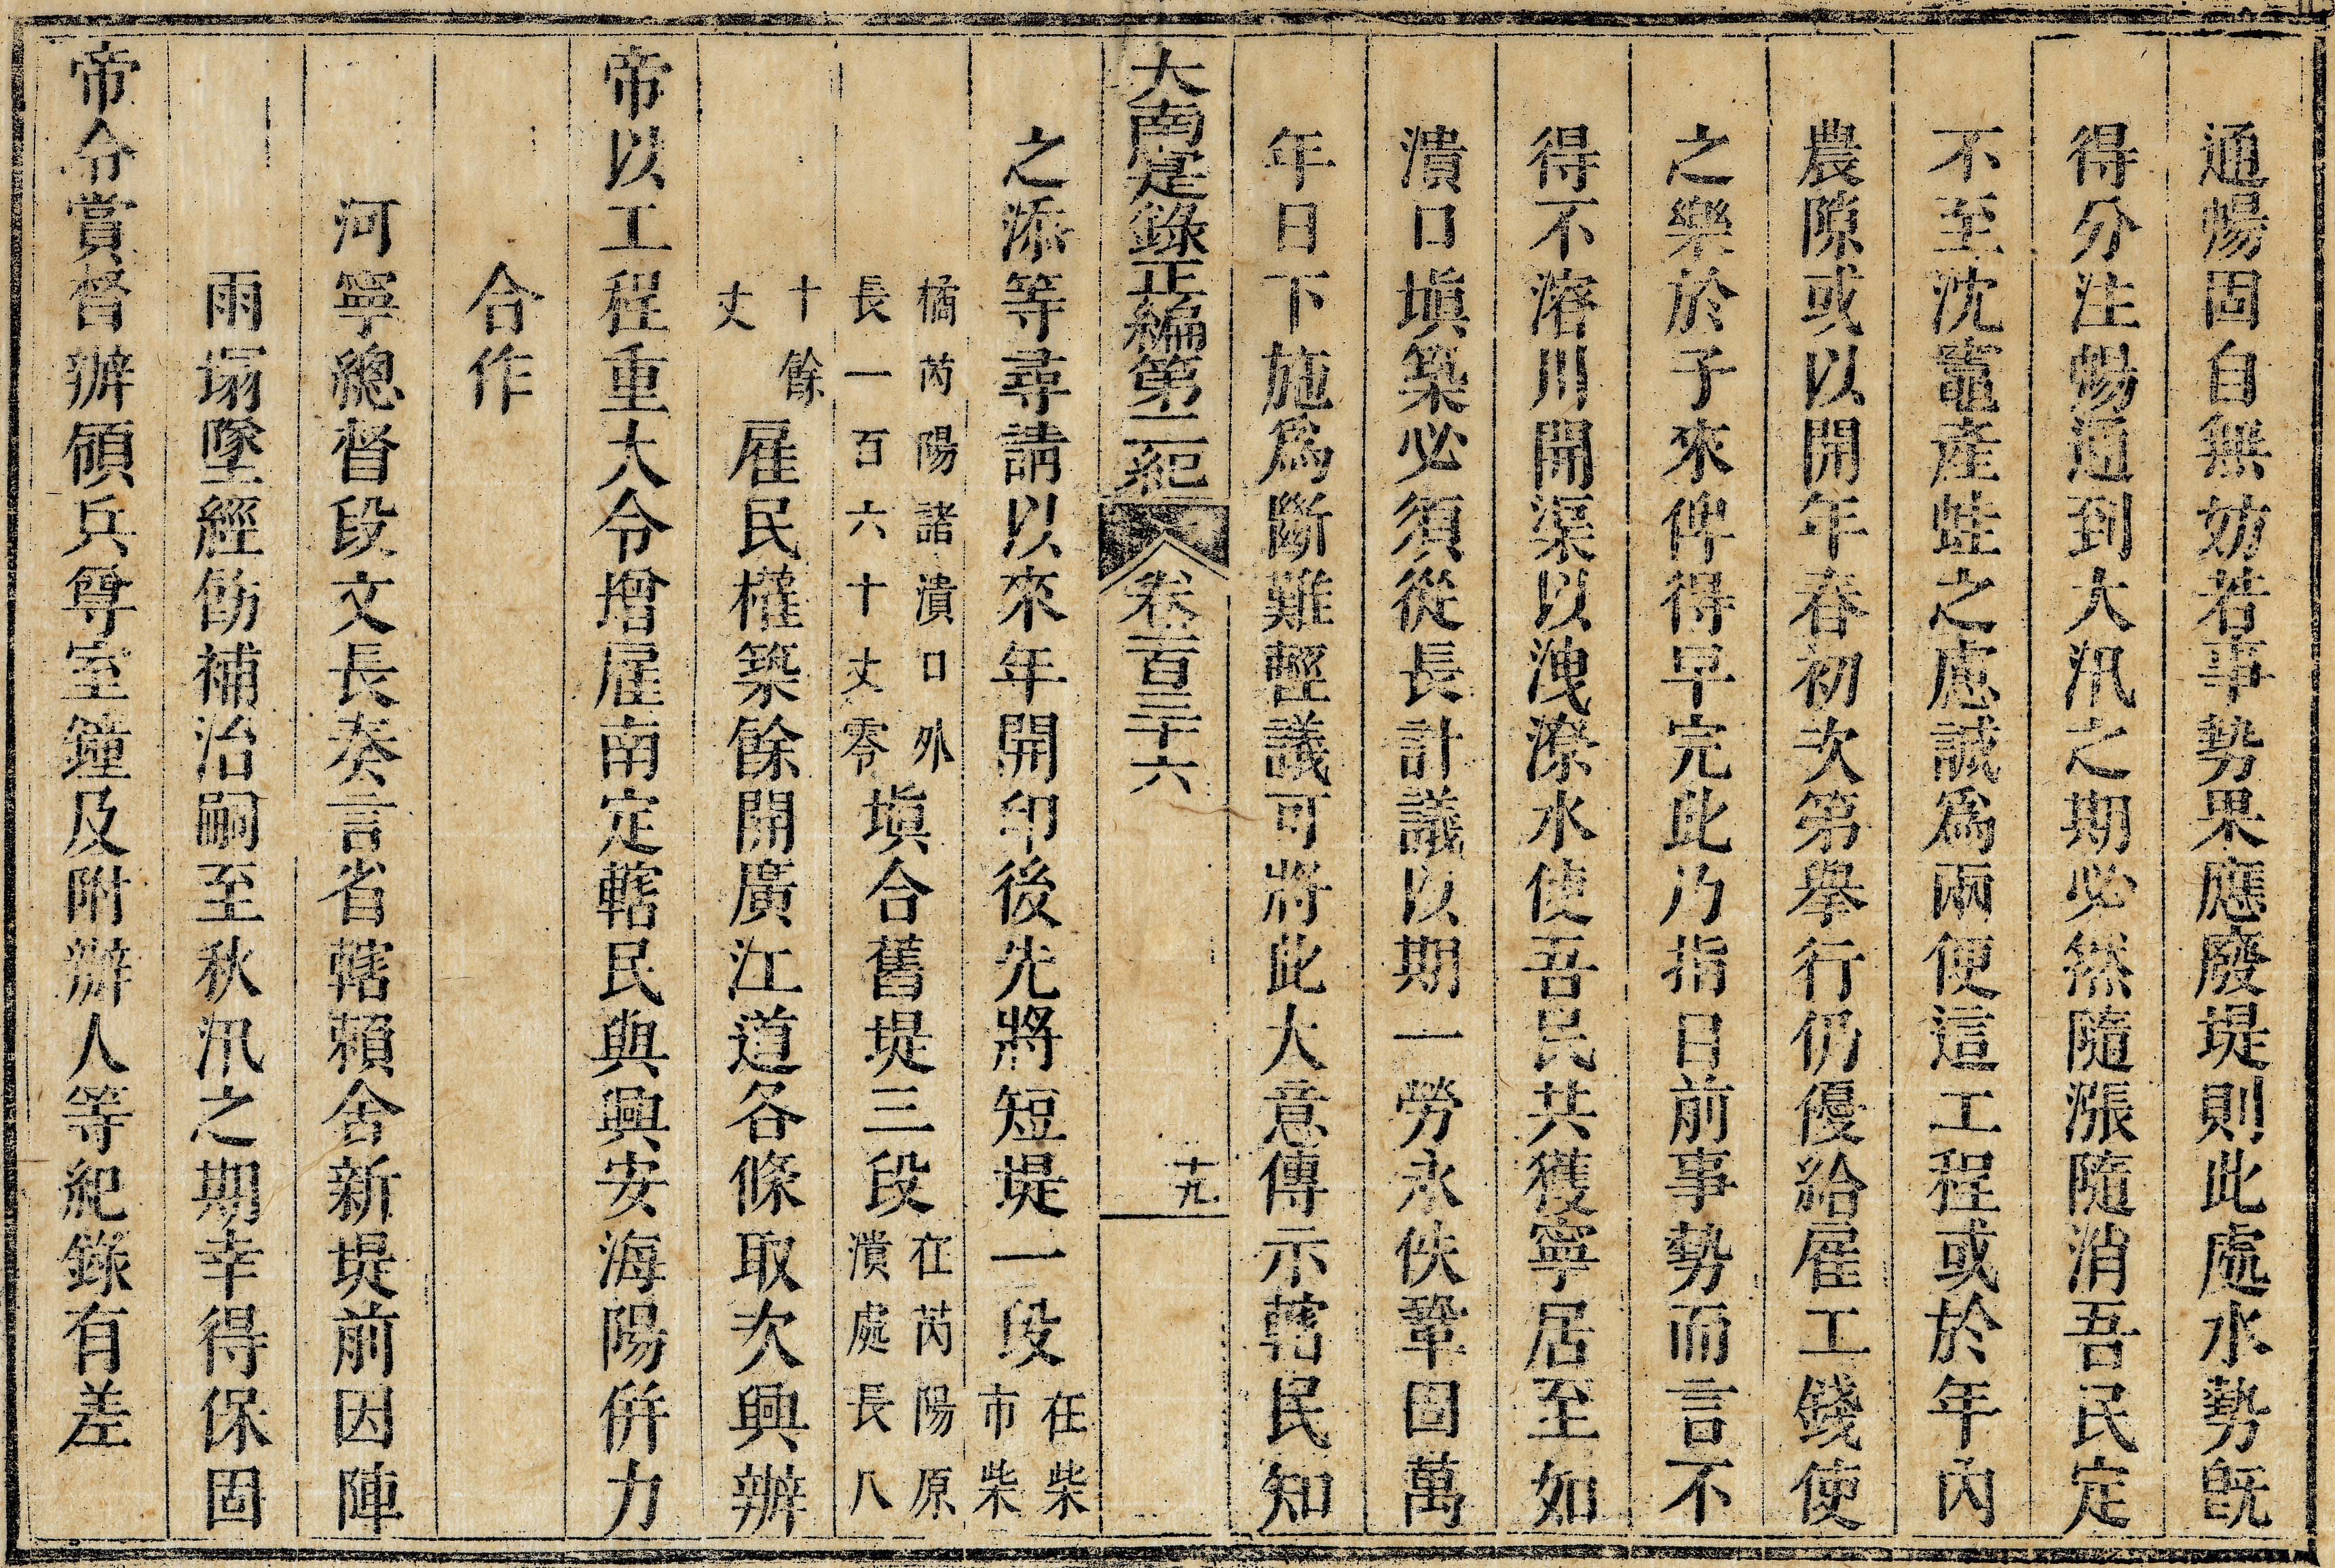 通暢固自無妨若事勢果應廢堤則此處水勢旣
得分注暢通到大汛之期必然隨漲隨消吾民定
不至沈竈產蛙之慮誠爲兩便這工程或於年內
農隙或以開年春初次第舉行仍優給雇工錢使
之樂於子來俾得早完此乃指日前事勢而言不
得不濬川開渠以洩潦水使吾民共獲寧居至如
潰口塡築必須從長計議以期一勞永佚鞏固萬
年日下施爲斷難輕議可將此大意傳示轄民知
大南寔錄正編第二紀 卷一百三十六 十九
之添等尋請以來年開印後先將短堤一段在柴
市柴
橘芮陽諸潰口外
長一百六十丈零塡合舊堤三段在芮陽原
潰處長八
十餘
丈雇民權築餘開廣江道各條取次興辦
帝以工程重大令增雇南定轄民與興安海陽併力
合作
河寧總督段文長奏言省轄賴舍新堤前因陣
雨塌墜經飭補治嗣至秋汛之期幸得保固
帝令賞督辦領兵尊室鐘及附辦人等紀錄有差